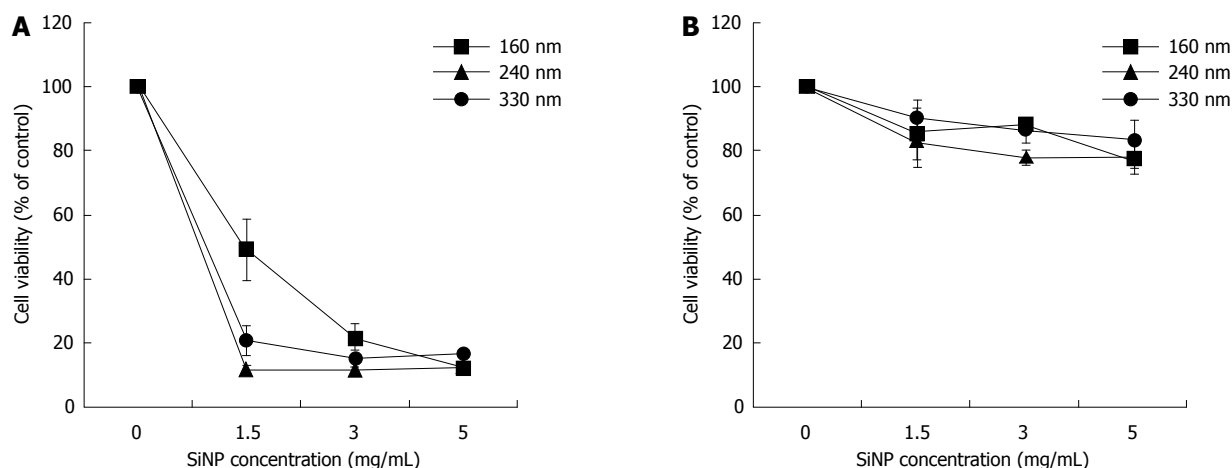 A
120
100
80
60
40
20
0
Cell viability (% of control)
160 nm
240 nm
330 nm
0 1.5 3 5
SiNP concentration (mg/mL)
B
120
100
80
60
40
20
0
Cell viability (% of control)
160 nm
240 nm
330 nm
0 1.5 3 5
SiNP concentration (mg/mL)